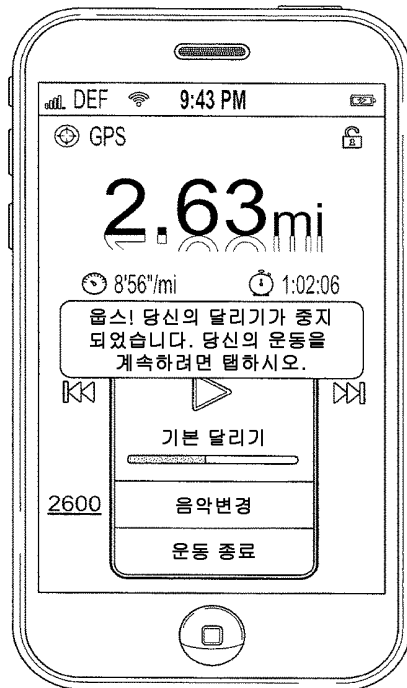 DEF 9:43 PM
GPS
2.63mi
8'56"/mi 1:02:06
웁스! 당신의 달리기가 중지
되었습니다. 당신의 운동을
계속하려면 탭하시오.
기본 달리기
2600 음악변경
운동 종료